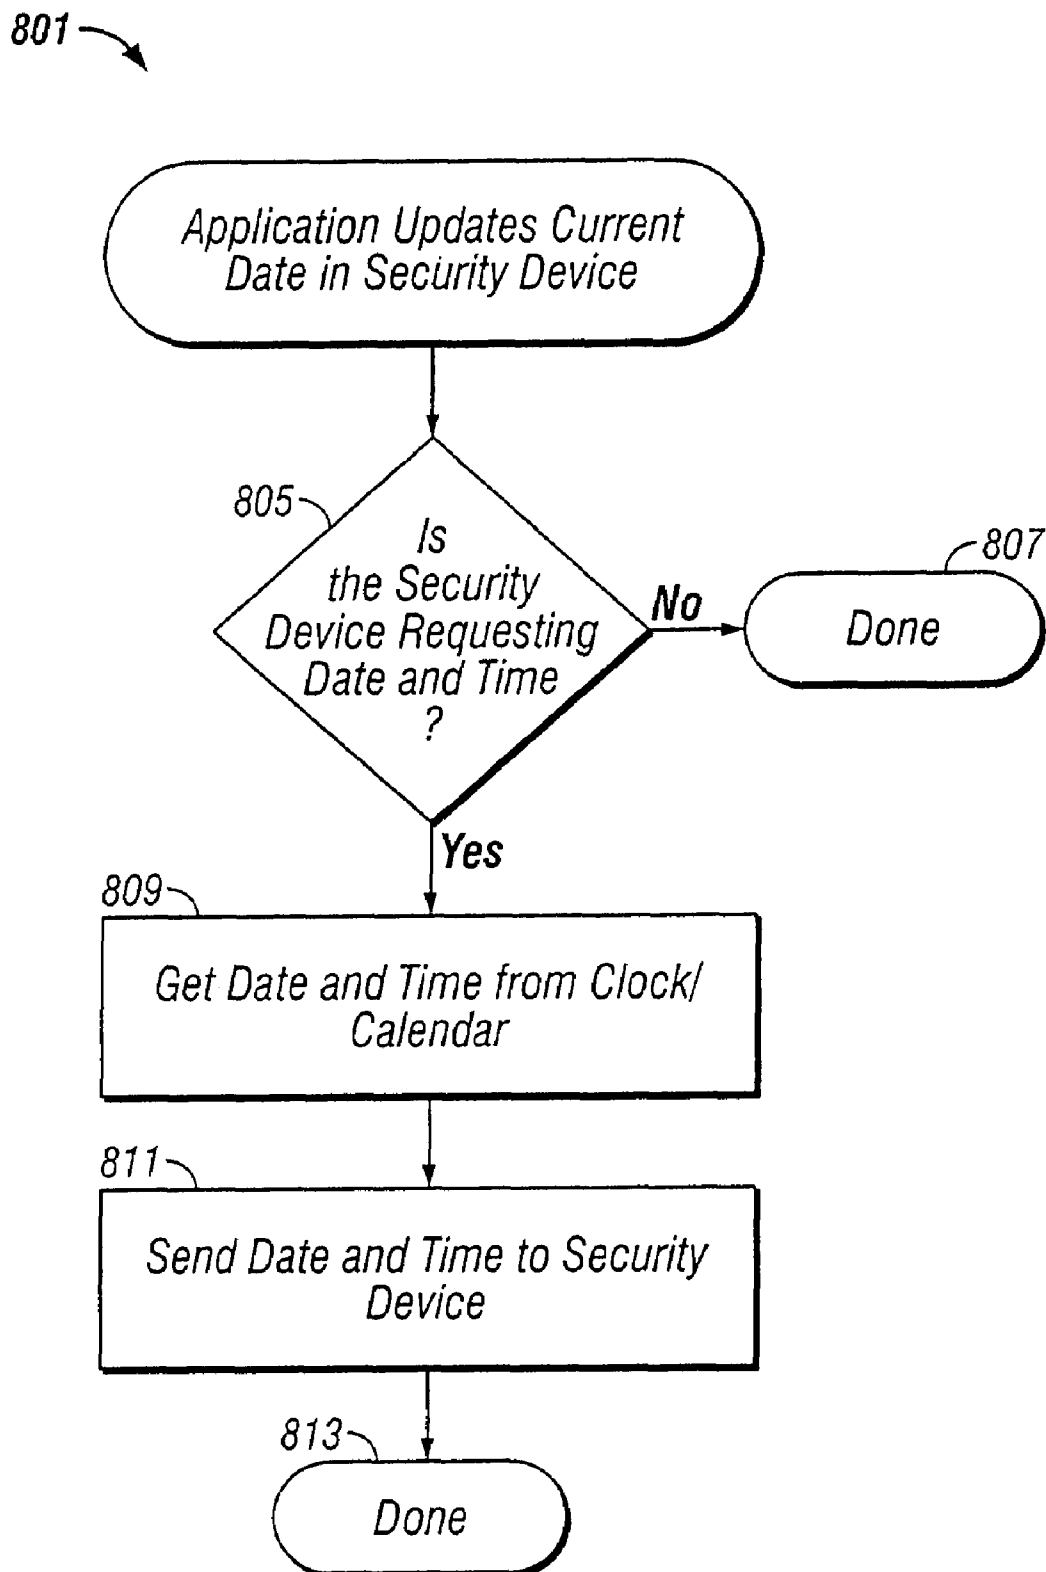 801
Application Updates Current
Date in Security Device
805
Is
the Security
Device Requesting
Date and Time
?
No
807
Done
Yes
809
Get Date and Time from Clock/
Calendar
811
Send Date and Time to Security
Device
813
Done